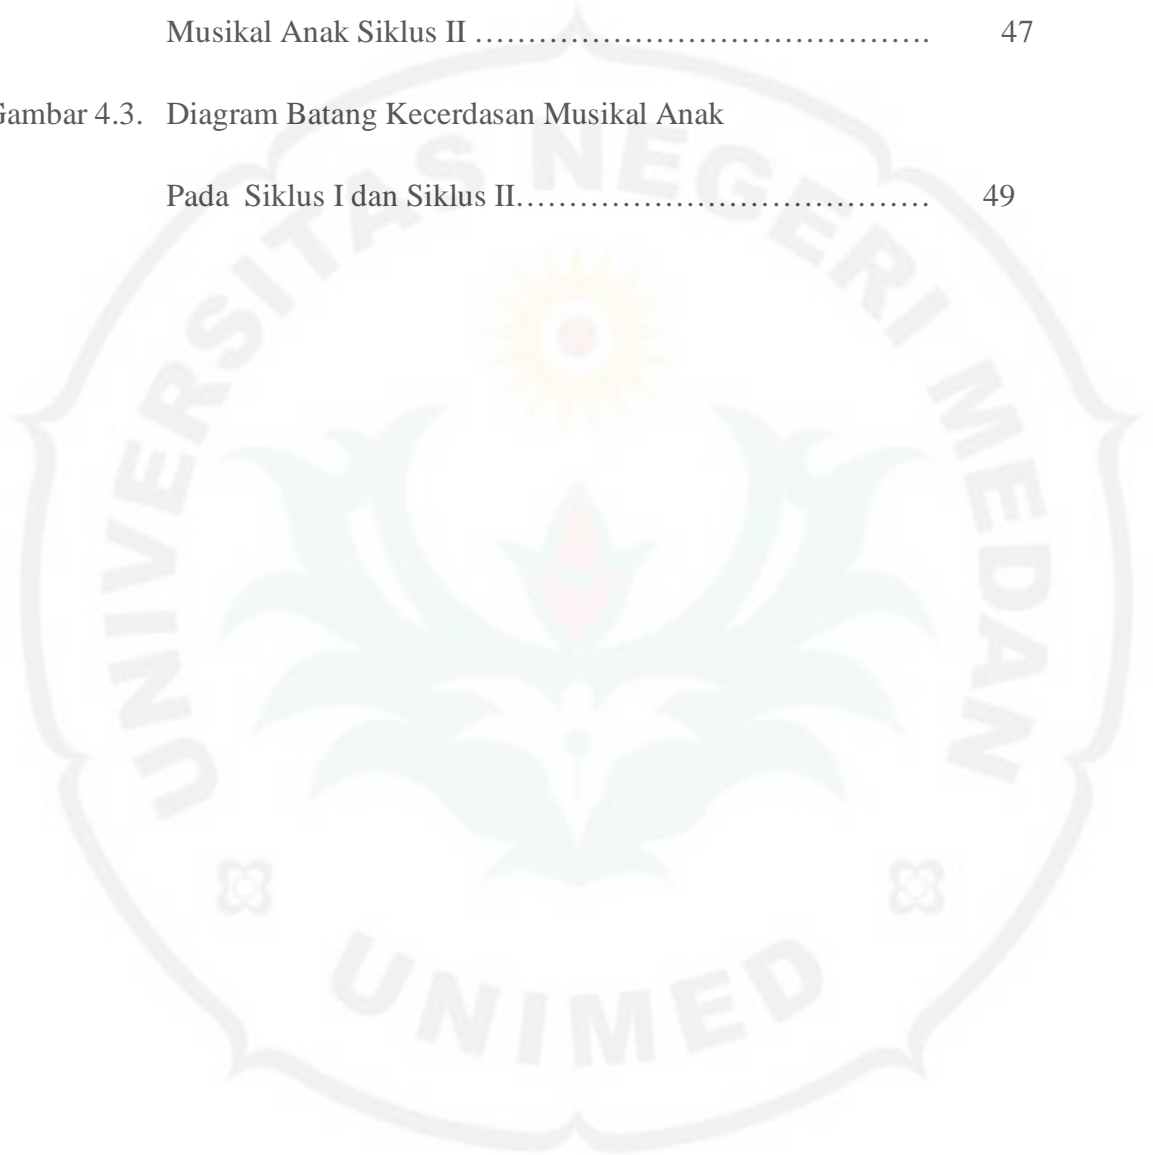 Musikal Anak Siklus II ………………………………………. 47
Gambar 4.3. Diagram Batang Kecerdasan Musikal Anak
Pada Siklus I dan Siklus II………………………………… 49
UNIVERSITAS NEGERI MEDAN
UNIMED